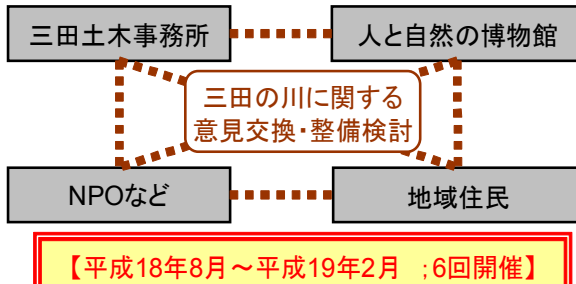 三田土木事務所
人と自然の博物館
三田の川に関する
意見交換・整備検討
NPOなど
地域住民
【平成18年8月～平成19年2月　;6回開催】